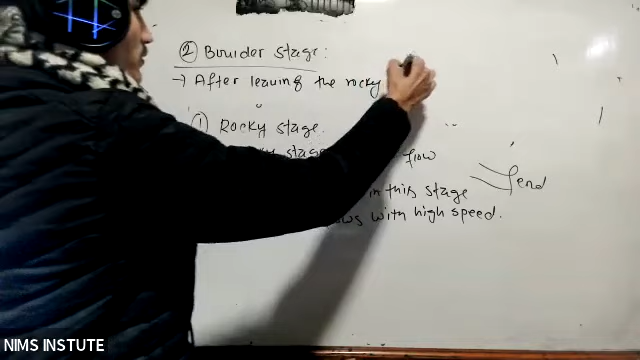 ② Boulder stage:
→ After leaving the rocky
① Rocky stage.
stage
flow
end
in this stage
with high speed.
NIMS INSTUTE